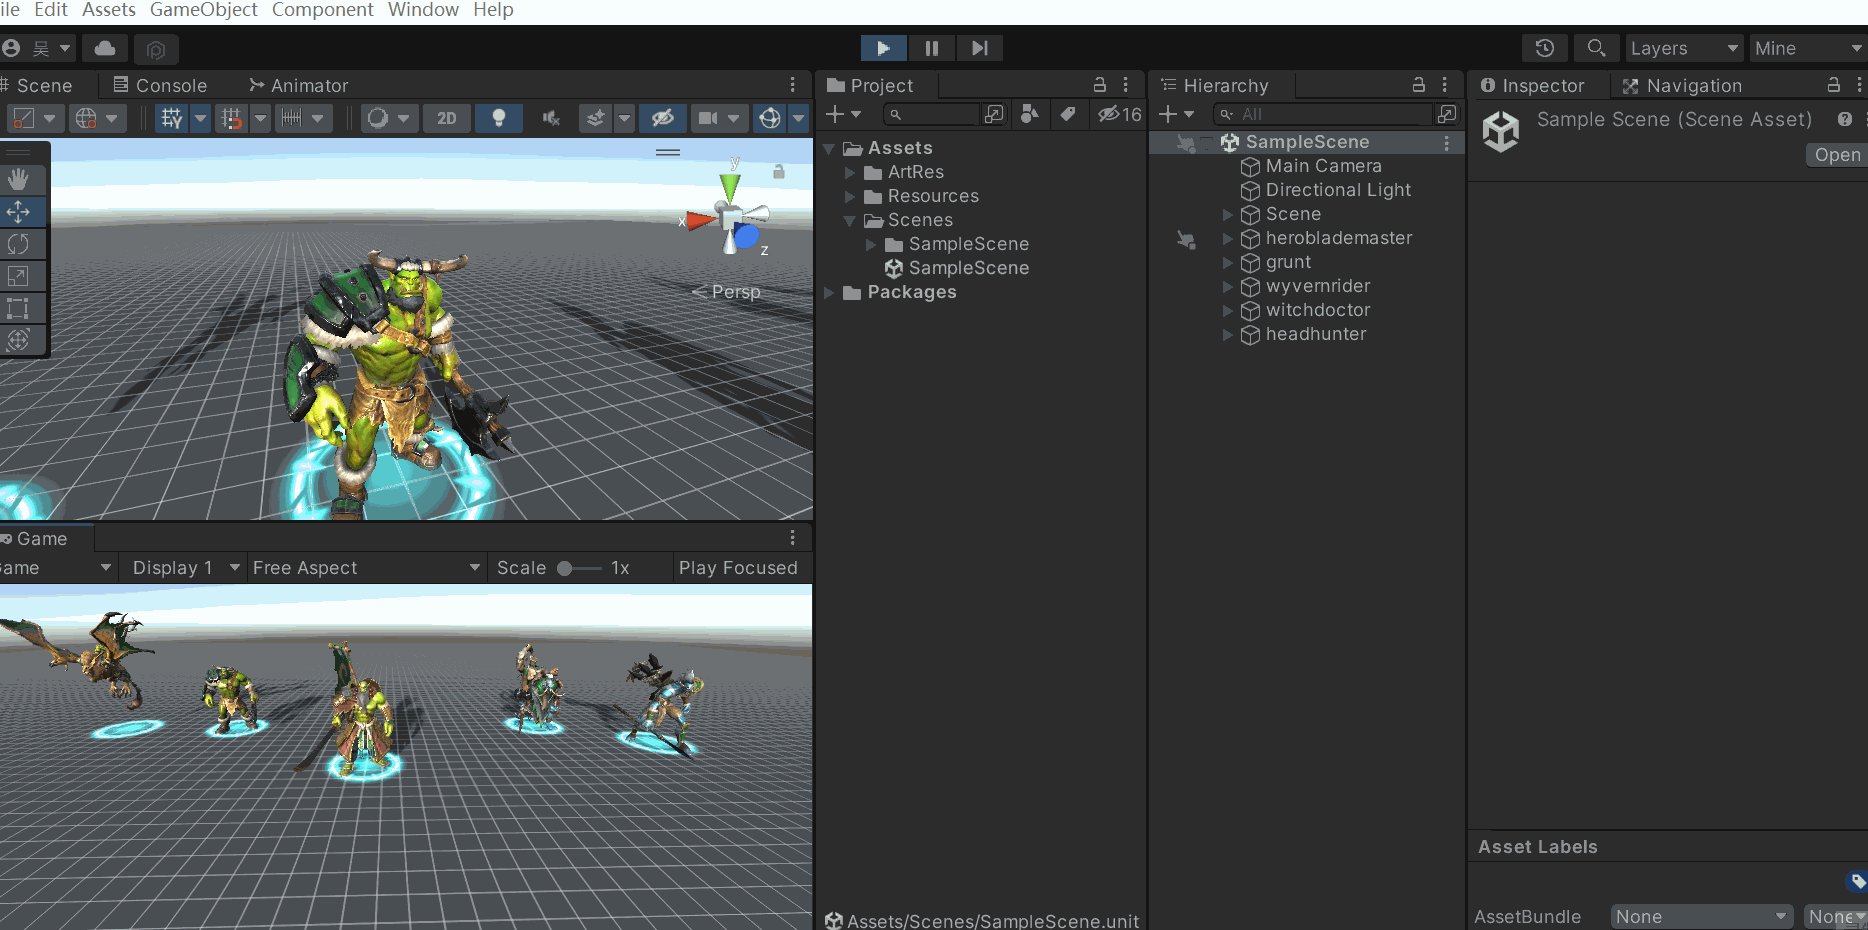 ile Edit Assets GameObject Component Window Help
吴 Layers Mine
Scene Console Animator
2D
y
x
z
Persp
Game
ame Display 1 Free Aspect Scale 1x Play Focused
Project
16
Assets
ArtRes
Resources
Scenes
SampleScene
SampleScene
Packages
Assets/Scenes/SampleScene.unit
Hierarchy
All
SampleScene
Main Camera
Directional Light
Scene
heroblademaster
grunt
wyvernrider
witchdoctor
headhunter
Inspector Navigation
Sample Scene (Scene Asset)
Open
Asset Labels
AssetBundle None None